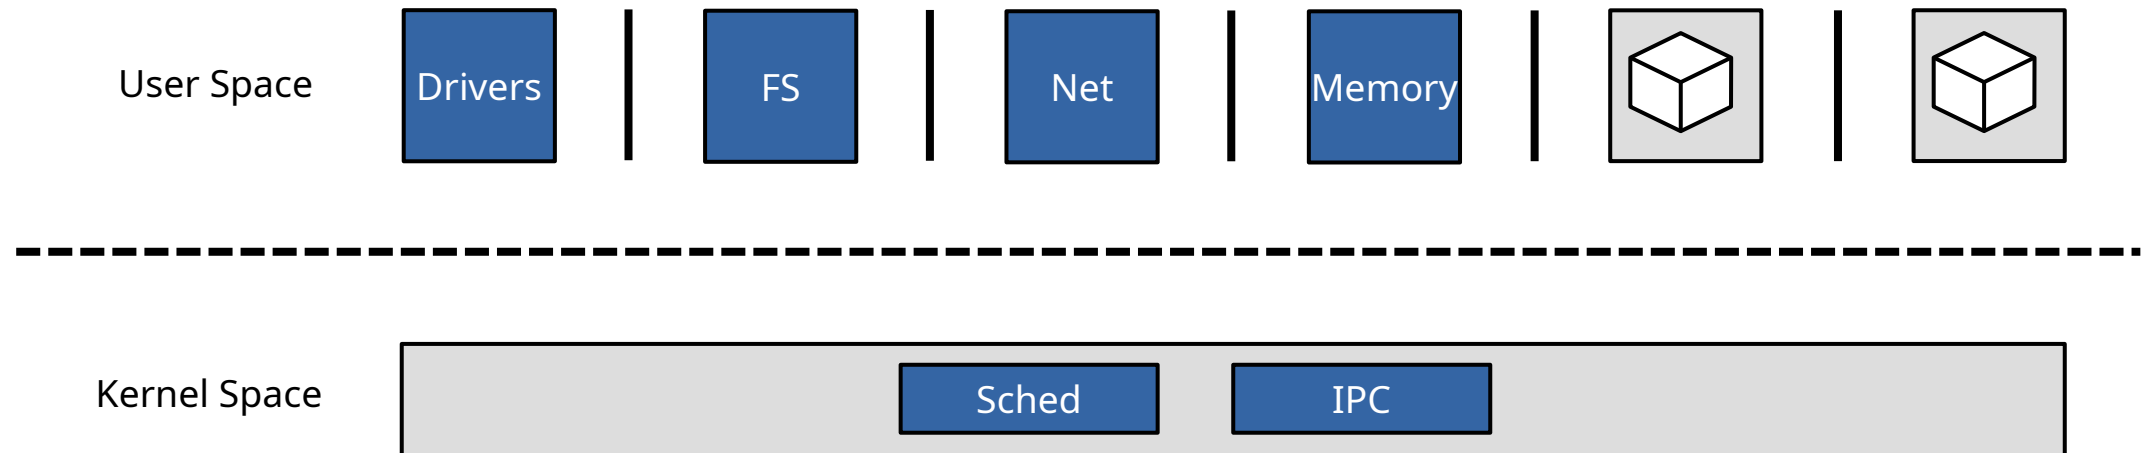 User Space
Drivers
FS
Net
Memory
Kernel Space
Sched
IPC